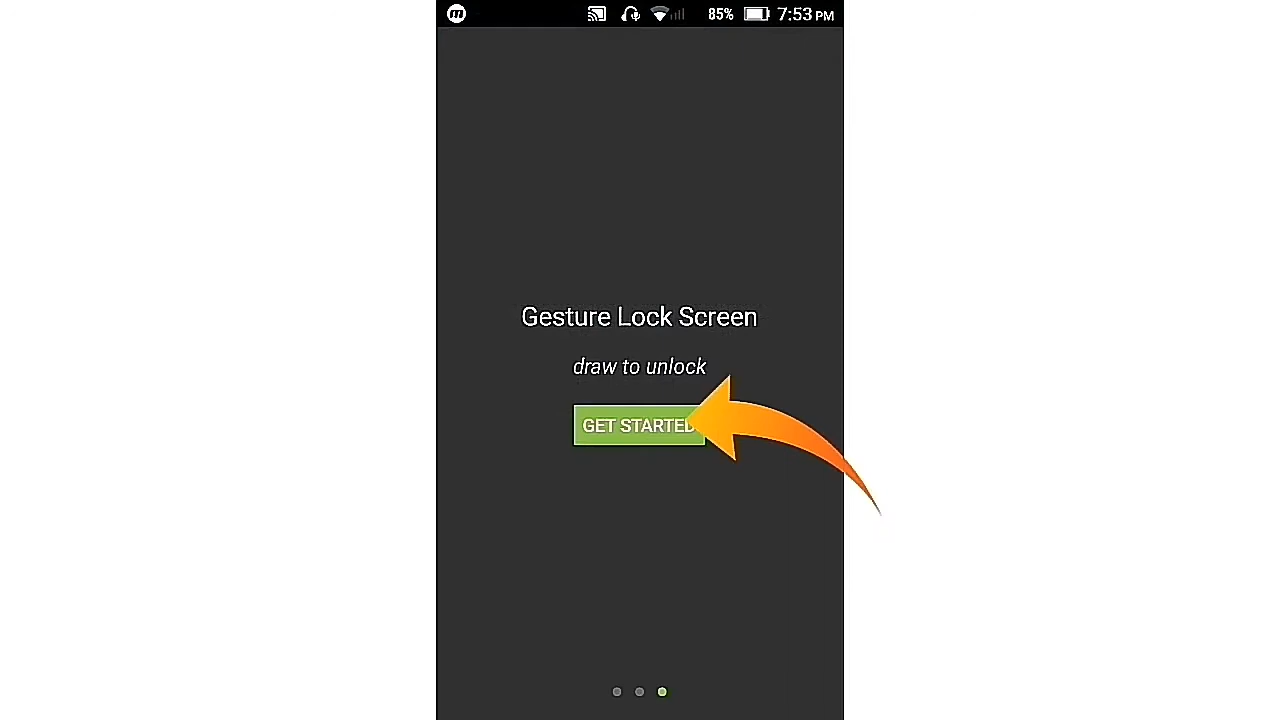 85% 7:53 PM
Gesture Lock Screen
draw to unlock
GET STARTED